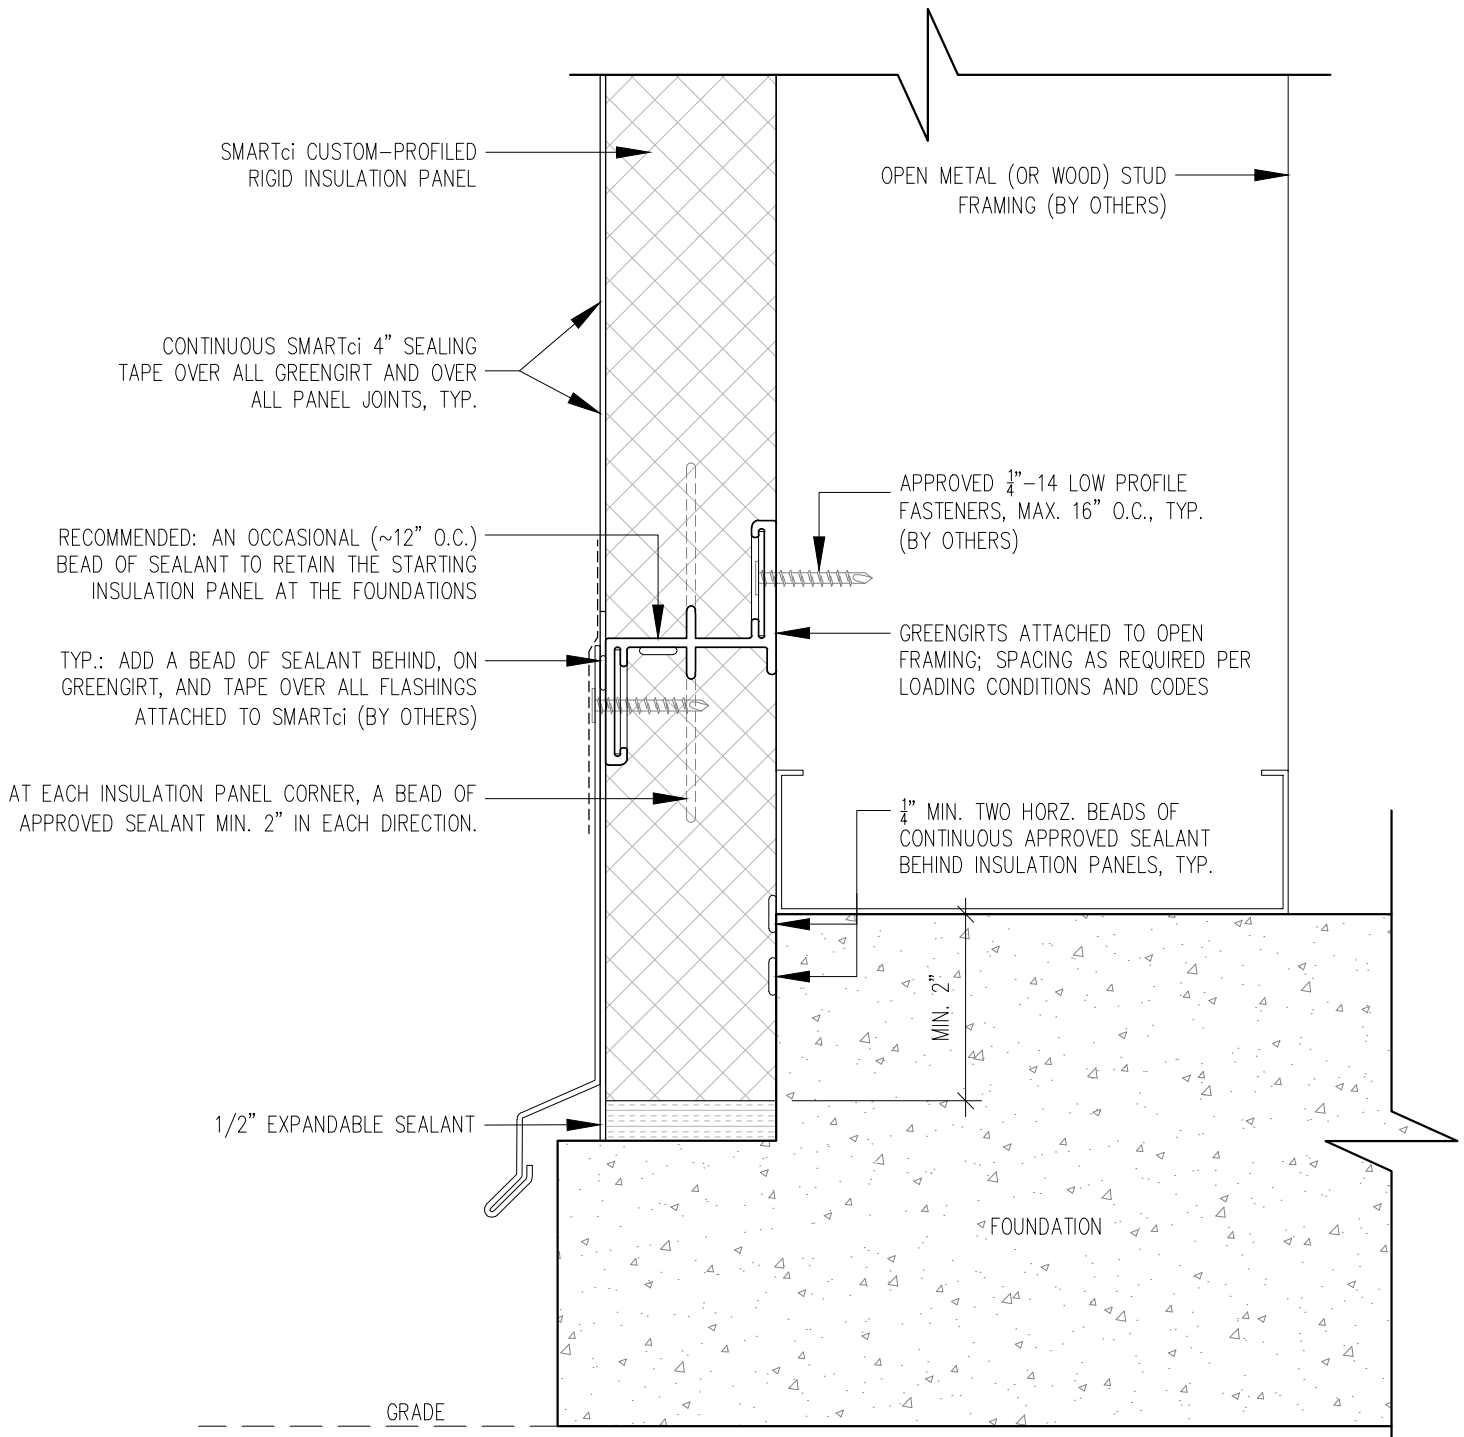 SMARTci CUSTOM-PROFILED
RIGID INSULATION PANEL
OPEN METAL (OR WOOD) STUD
FRAMING (BY OTHERS)
CONTINUOUS SMARTci 4" SEALING
TAPE OVER ALL GREENGIRT AND OVER
ALL PANEL JOINTS, TYP.
APPROVED 1/4"-14 LOW PROFILE
FASTENERS, MAX. 16" O.C., TYP.
(BY OTHERS)
RECOMMENDED: AN OCCASIONAL (~12" O.C.)
BEAD OF SEALANT TO RETAIN THE STARTING
INSULATION PANEL AT THE FOUNDATIONS
GREENGIRTS ATTACHED TO OPEN
FRAMING; SPACING AS REQUIRED PER
LOADING CONDITIONS AND CODES
TYP.: ADD A BEAD OF SEALANT BEHIND, ON
GREENGIRT, AND TAPE OVER ALL FLASHINGS
ATTACHED TO SMARTci (BY OTHERS)
AT EACH INSULATION PANEL CORNER, A BEAD OF
APPROVED SEALANT MIN. 2" IN EACH DIRECTION.
1/4" MIN. TWO HORZ. BEADS OF
CONTINUOUS APPROVED SEALANT
BEHIND INSULATION PANELS, TYP.
MIN. 2"
1/2" EXPANDABLE SEALANT
FOUNDATION
GRADE